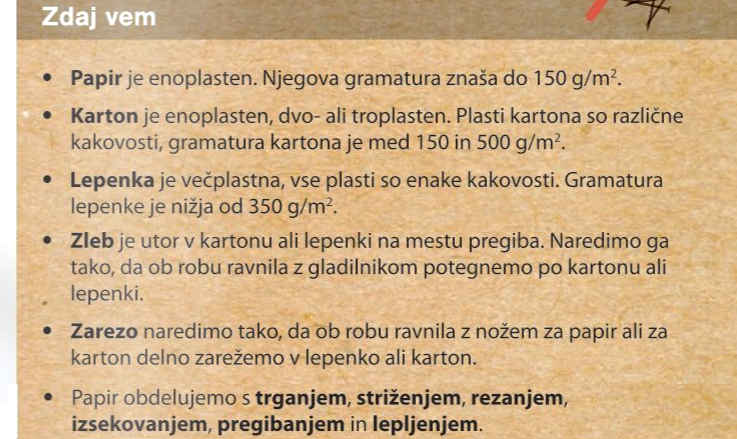 Zdaj vem
• Papir je enoplasten. Njegova gramatura znaša do 150 g/m².
• Karton je enoplasten, dvo- ali troplasten. Plasti kartona so različne
kakovosti, gramatura kartona je med 150 in 500 g/m².
• Lepenka je večplastna, vse plasti so enake kakovosti. Gramatura
lepenke je nižja od 350 g/m².
• Zleb je utor v kartonu ali lepenki na mestu pregiba. Naredimo ga
tako, da ob robu ravnila z gladilnikom potegnemo po kartonu ali
lepenki.
• Zarezo naredimo tako, da ob robu ravnila z nožem za papir ali za
karton delno zarežemo v lepenko ali karton.
• Papir obdelujemo s trganjem, striženjem, rezanjem,
izsekovanjem, pregibanjem in lepljenjem.